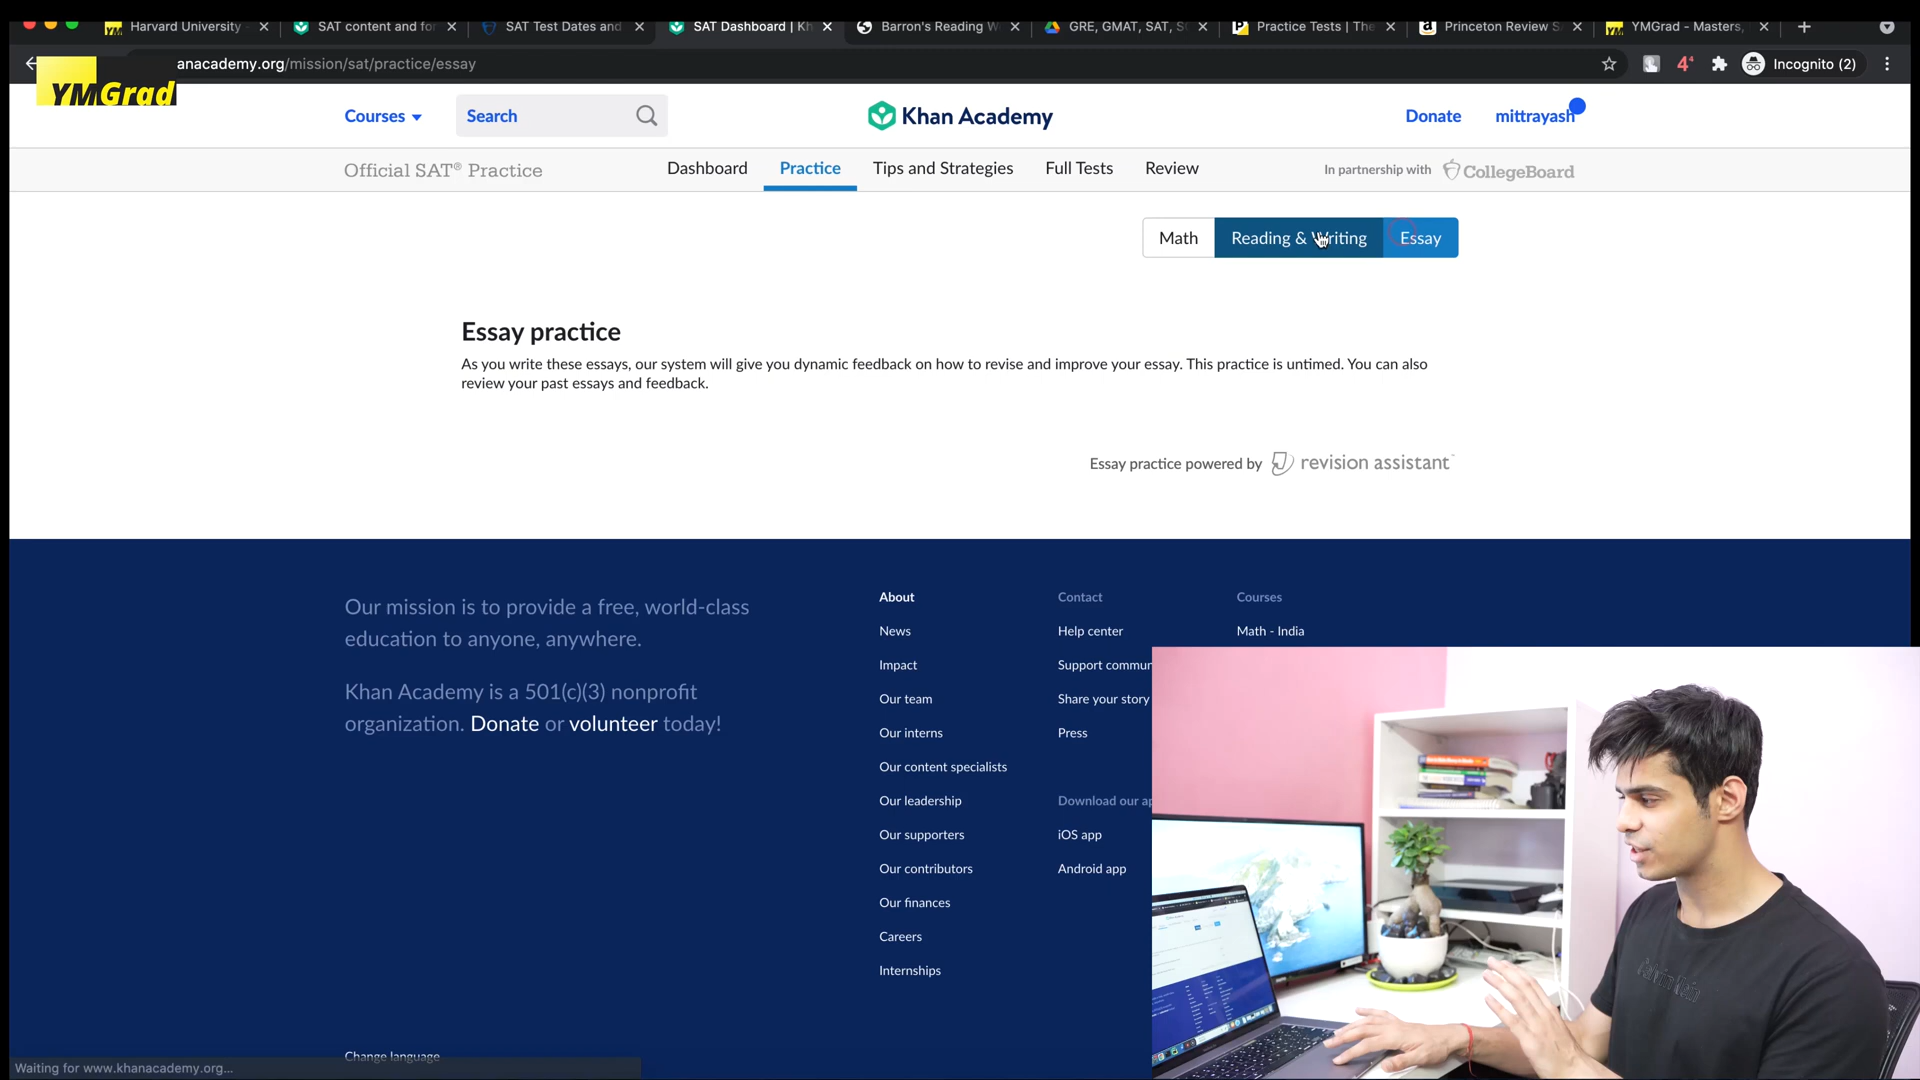 Harvard University
SAT content and for
SAT Test Dates and
SAT Dashboard | Kh
Barron's Reading W
GRE, GMAT, SAT, S
Practice Tests | The
Princeton Review S
YMGrad - Masters,
anacademy.org/mission/sat/practice/essay
Incognito (2)
YMGrad
Courses
Search
Khan Academy
Donate
mittrayash
Official SAT® Practice
Dashboard
Practice
Tips and Strategies
Full Tests
Review
In partnership with CollegeBoard
Math
Reading & Writing
Essay
Essay practice
As you write these essays, our system will give you dynamic feedback on how to revise and improve your essay. This practice is untimed. You can also
review your past essays and feedback.
Essay practice powered by revision assistant
Our mission is to provide a free, world-class
education to anyone, anywhere.
Khan Academy is a 501(c)(3) nonprofit
organization. Donate or volunteer today!
About
News
Impact
Our team
Our interns
Our content specialists
Our leadership
Our supporters
Our contributors
Our finances
Careers
Internships
Contact
Help center
Support commun
Share your story
Press
Download our ap
iOS app
Android app
Courses
Math - India
Change language
Waiting for www.khanacademy.org...